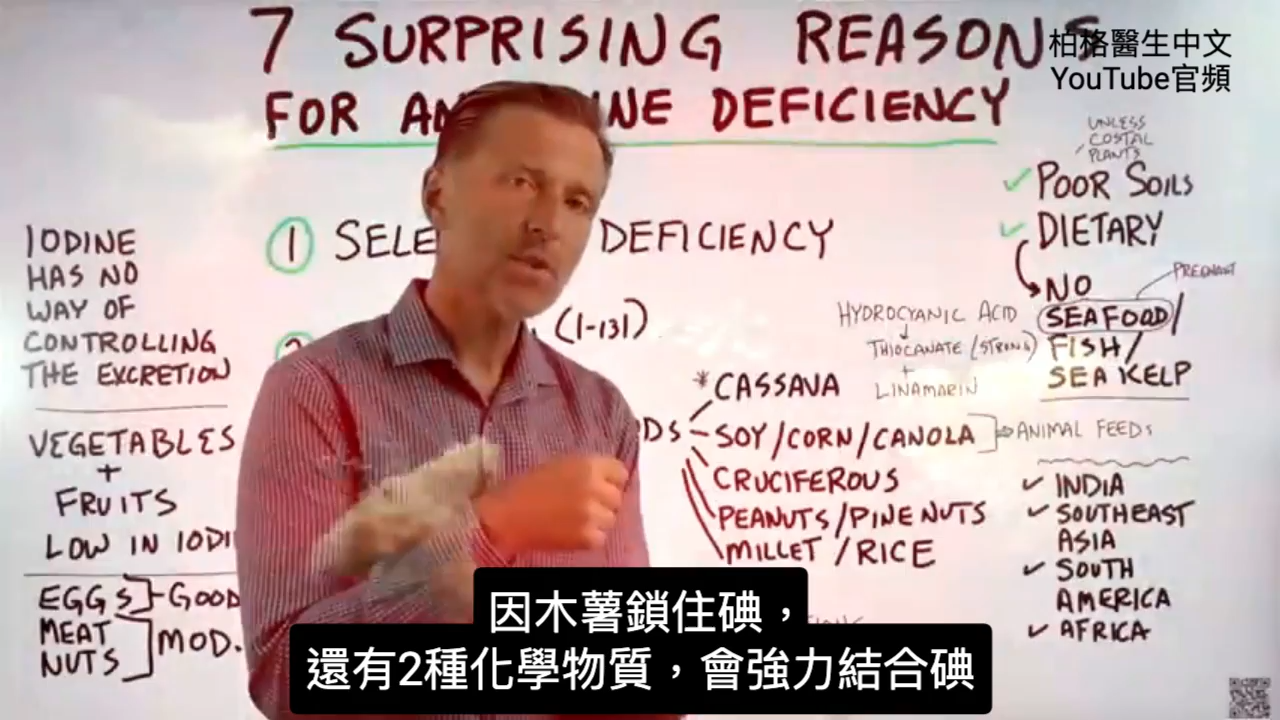 7 SURPRISING REASONS
FOR AN INE DEFICIENCY
柏格醫生中文
YouTube官頻
UNLESS
COSTAL
PLANTS
POOR SOILS
DIETARY
NO
PREGNANT
SEAFOOD/
FISH/
SEA KELP
IODINE
HAS NO
WAY OF
CONTROLLING
THE EXCRETION
VEGETABLES
+
FRUITS
LOW IN IODI
EGGS GOOD
MEAT
NUTS
MOD.
1 SELE DEFICIENCY
2
(1-131)
HYDROCYANIC ACID
THIOCANATE (STRONG)
+
LINAMARIN
*CASSAVA
DS
SOY/CORN/CANOLA
ANIMAL FEEDS
CRUCIFEROUS
PEANUTS/PINE NUTS
MILLET/RICE
INDIA
SOUTHEAST
ASIA
SOUTH
AMERICA
AFRICA
因木薯鎖住碘，
還有2種化學物質，會強力結合碘